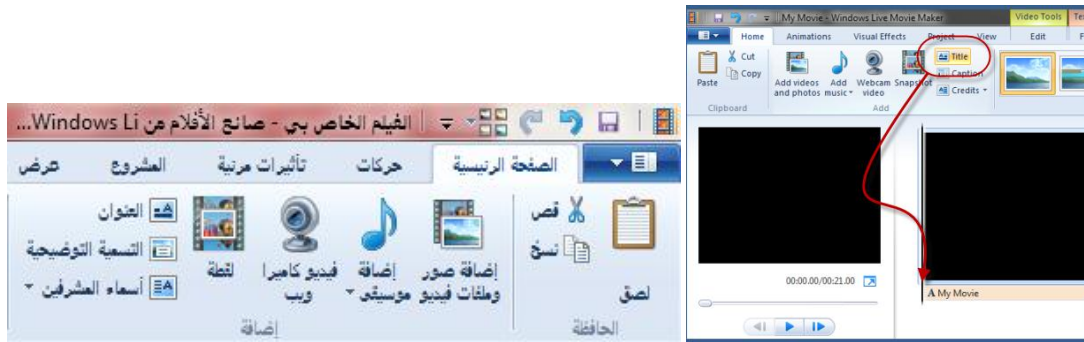 الفيلم الخاص بي - صانع الأفلام من Windows Li...
الصفحة الرئيسية حركات تأثيرات مرئية المشروع عرض
لصق
قص
نسخ
الحافظة
إضافة صور وملفات فيديو
إضافة موسيقى
فيديو كاميرا ويب
لقطة
العنوان
التسمية التوضيحية
أسماء المشرفين
إضافة
My Movie - Windows Live Movie Maker
Video Tools
Home Animations Visual Effects Project View Edit
Paste
Cut
Copy
Clipboard
Add videos and photos
Add music
Webcam video
Snapshot
Title
Caption
Credits
Add
00:00.00/00:21.00
A My Movie